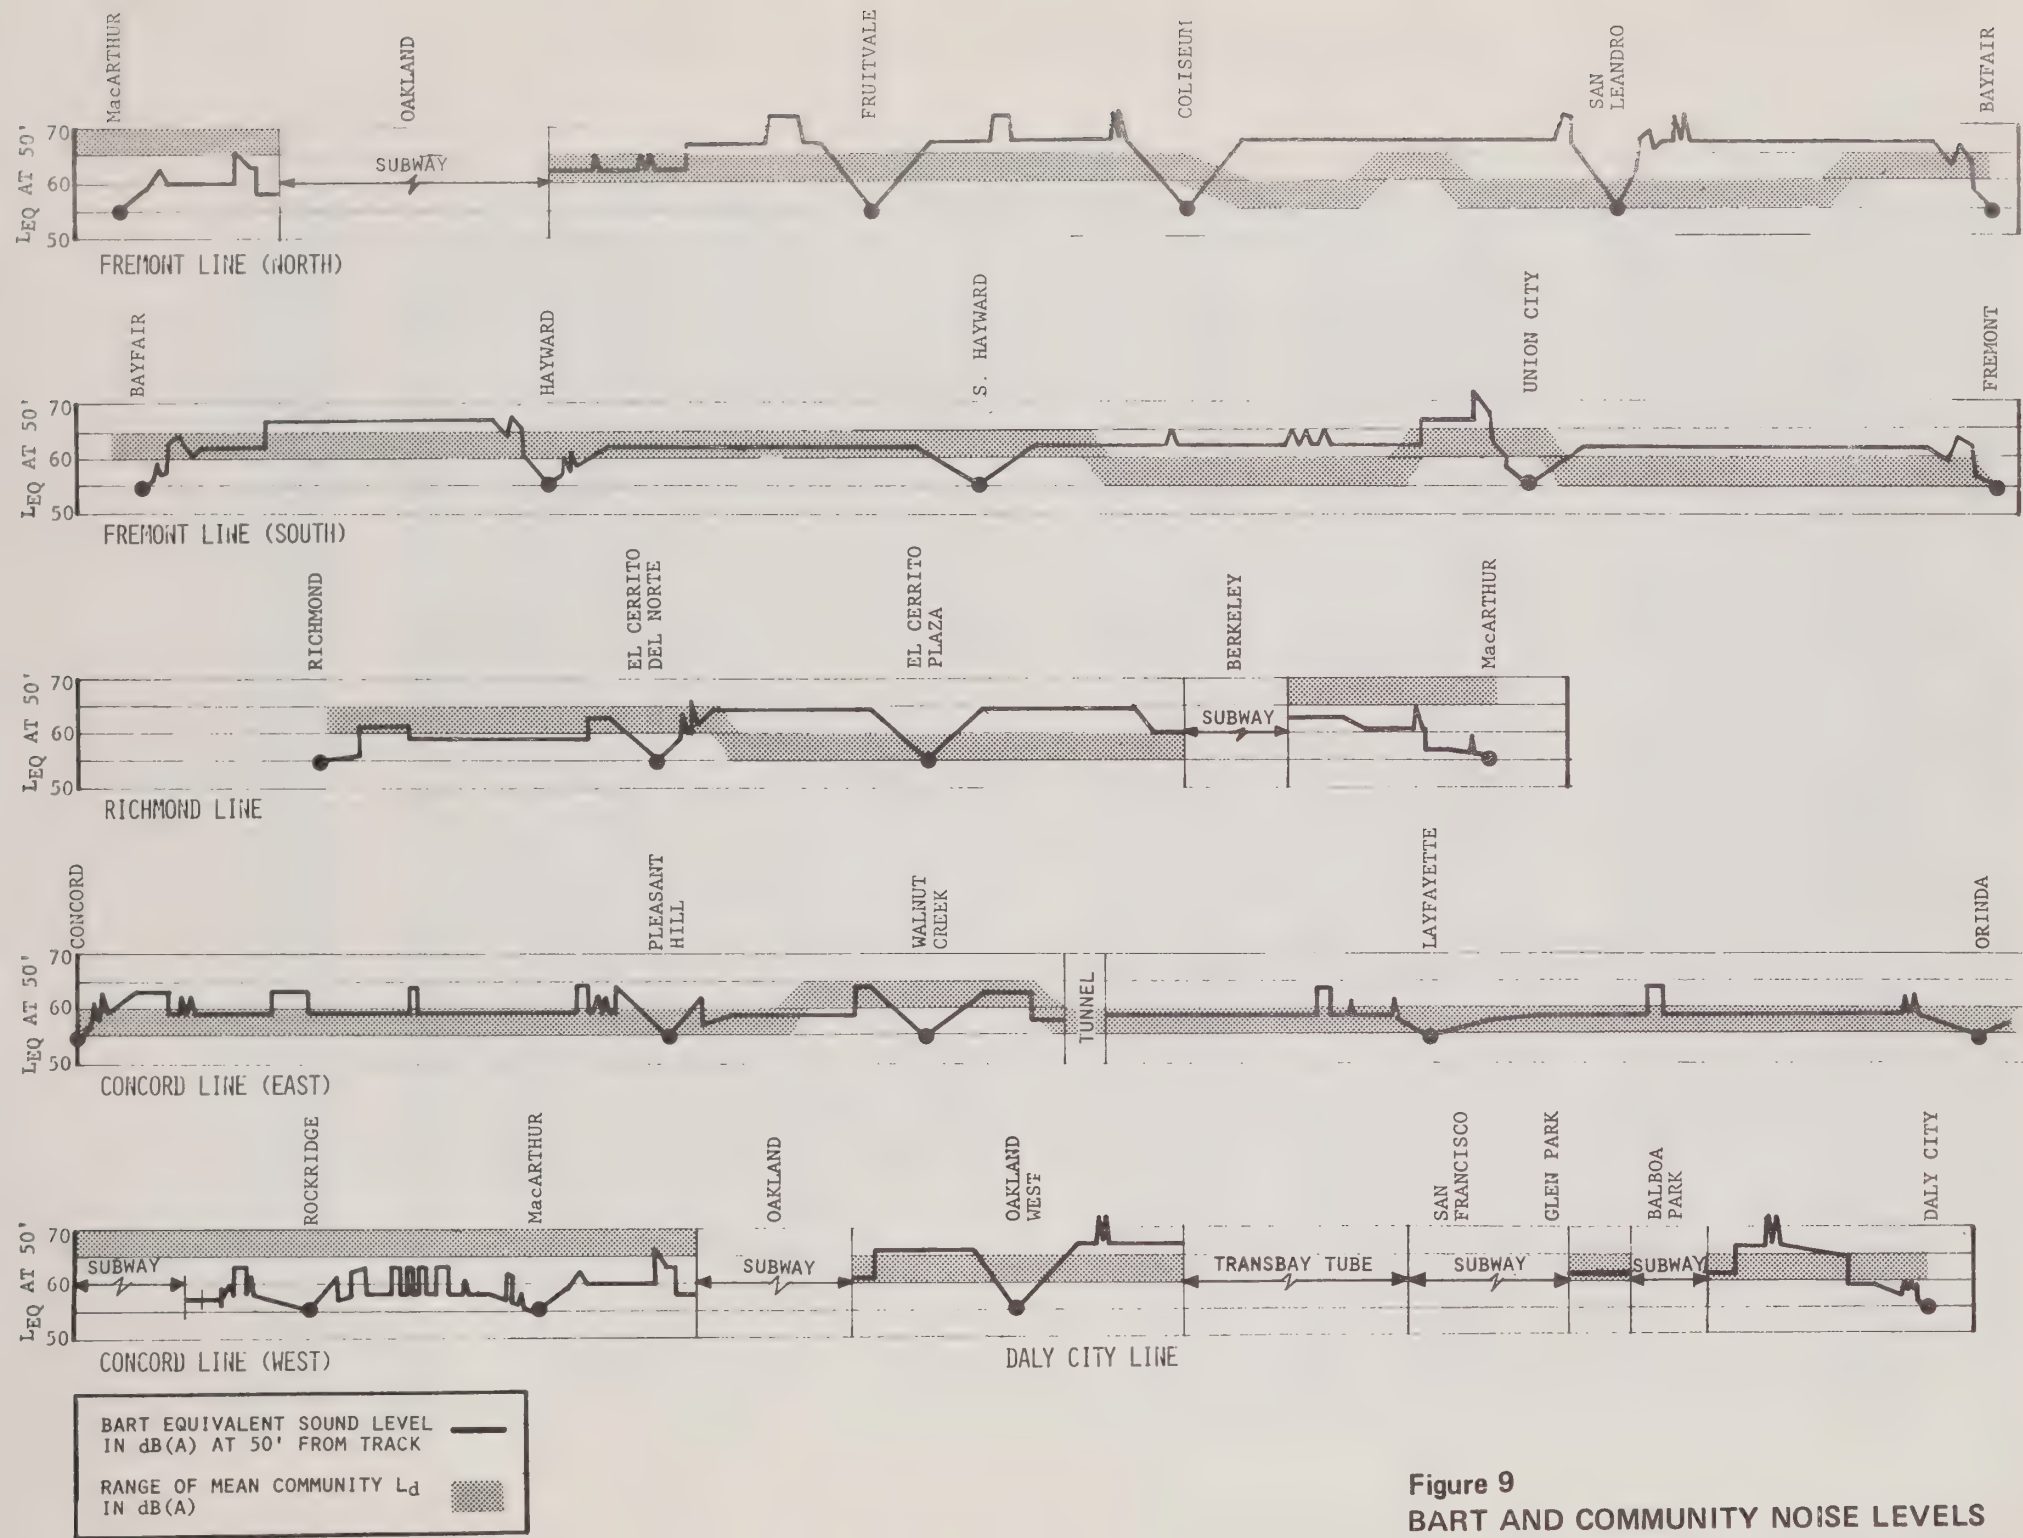 MacARTHUR
OAKLAND
FRUITVALE
COLISEUM
SAN
LEANDRO
BAYFAIR
LEQ AT 50'
70
60
50
SUBWAY
FREMONT LINE (NORTH)
BAYFAIR
HAYWARD
S. HAYWARD
UNION CITY
FREMONT
LEQ AT 50'
70
60
50
FREMONT LINE (SOUTH)
RICHMOND
EL CERRITO
DEL NORTE
EL CERRITO
PLAZA
BERKELEY
MacARTHUR
LEQ AT 50'
70
60
50
SUBWAY
RICHMOND LINE
CONCORD
PLEASANT
HILL
WALNUT
CREEK
LAYFAYETTE
ORINDA
LEQ AT 50'
70
60
50
TUNNEL
CONCORD LINE (EAST)
ROCKRIDGE
MacARTHUR
OAKLAND
OAKLAND
WEST
SAN
FRANCISCO
GLEN PARK
BALBOA
PARK
DALY CITY
LEQ AT 50'
70
60
50
SUBWAY
SUBWAY
TRANSBAY TUBE
SUBWAY
SUBWAY
CONCORD LINE (WEST)
DALY CITY LINE
BART EQUIVALENT SOUND LEVEL
IN dB(A) AT 50' FROM TRACK
RANGE OF MEAN COMMUNITY Ld
IN dB(A)
Figure 9
BART AND COMMUNITY NOISE LEVELS